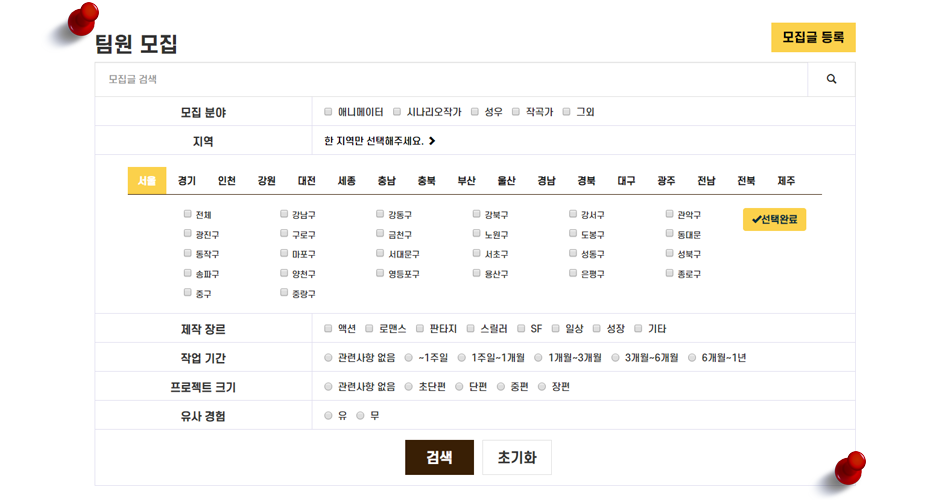 팀원 모집
모집글 등록
모집글 검색
모집 분야 애니메이터 시나리오작가 성우 작곡가 그외
지역 한 지역만 선택해주세요.
서울 경기 인천 강원 대전 세종 충남 충북 부산 울산 경남 경북 대구 광주 전남 전북 제주
전체 강남구 강동구 강북구 강서구 관악구 선택완료
광진구 구로구 금천구 노원구 도봉구 동대문
동작구 마포구 서대문구 서초구 성동구 성북구
송파구 양천구 영등포구 용산구 은평구 종로구
중구 중랑구
제작 장르 액션 로맨스 판타지 스릴러 SF 일상 성장 기타
작업 기간 관련사항 없음 ~1주일 1주일~1개월 1개월~3개월 3개월~6개월 6개월~1년
프로젝트 크기 관련사항 없음 초단편 단편 중편 장편
유사 경험 유 무
검색 초기화